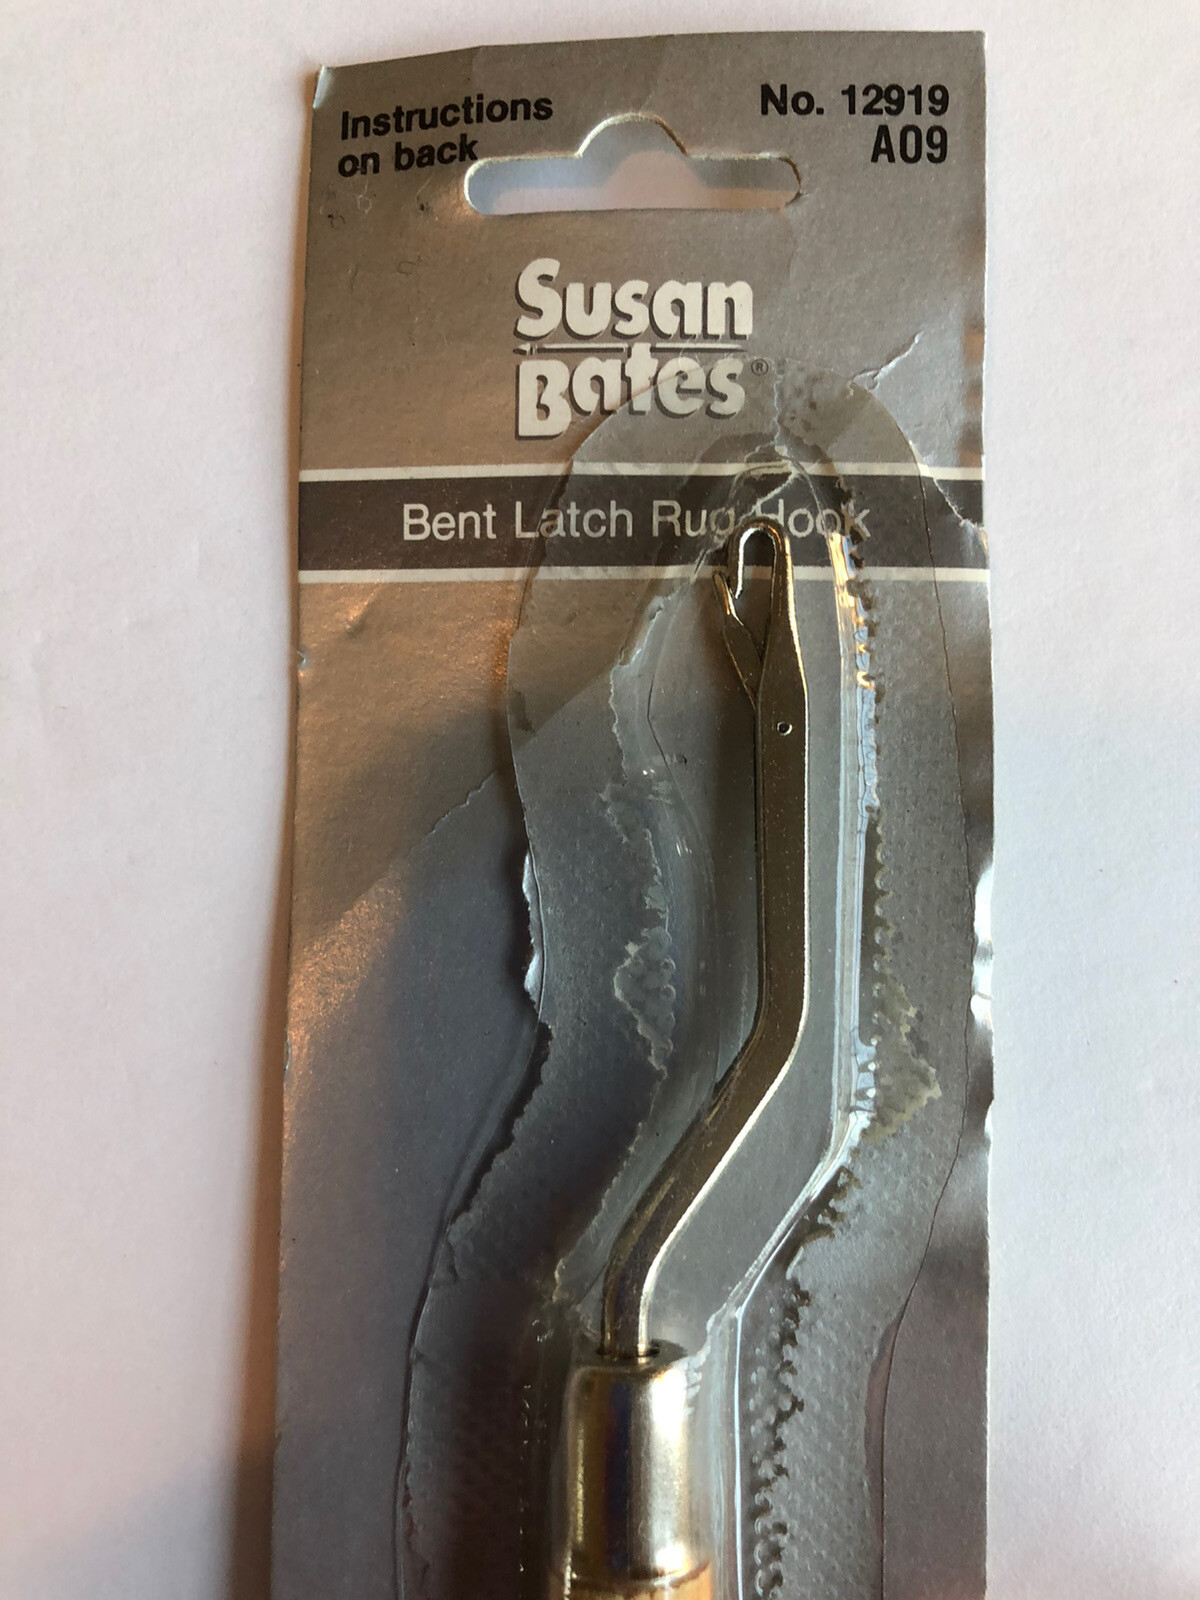 Instructions
on back
No. 12919
A09
Susan
Bates®
Bent Latch Rug Hook